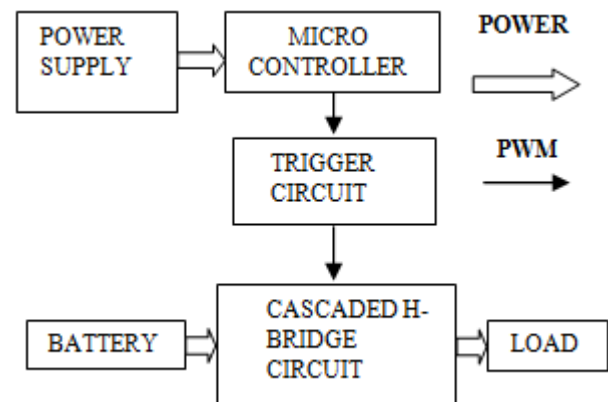 POWER
SUPPLY
MICRO
CONTROLLER
POWER
TRIGGER
CIRCUIT
PWM
BATTERY
CASCADED H-
BRIDGE
CIRCUIT
LOAD